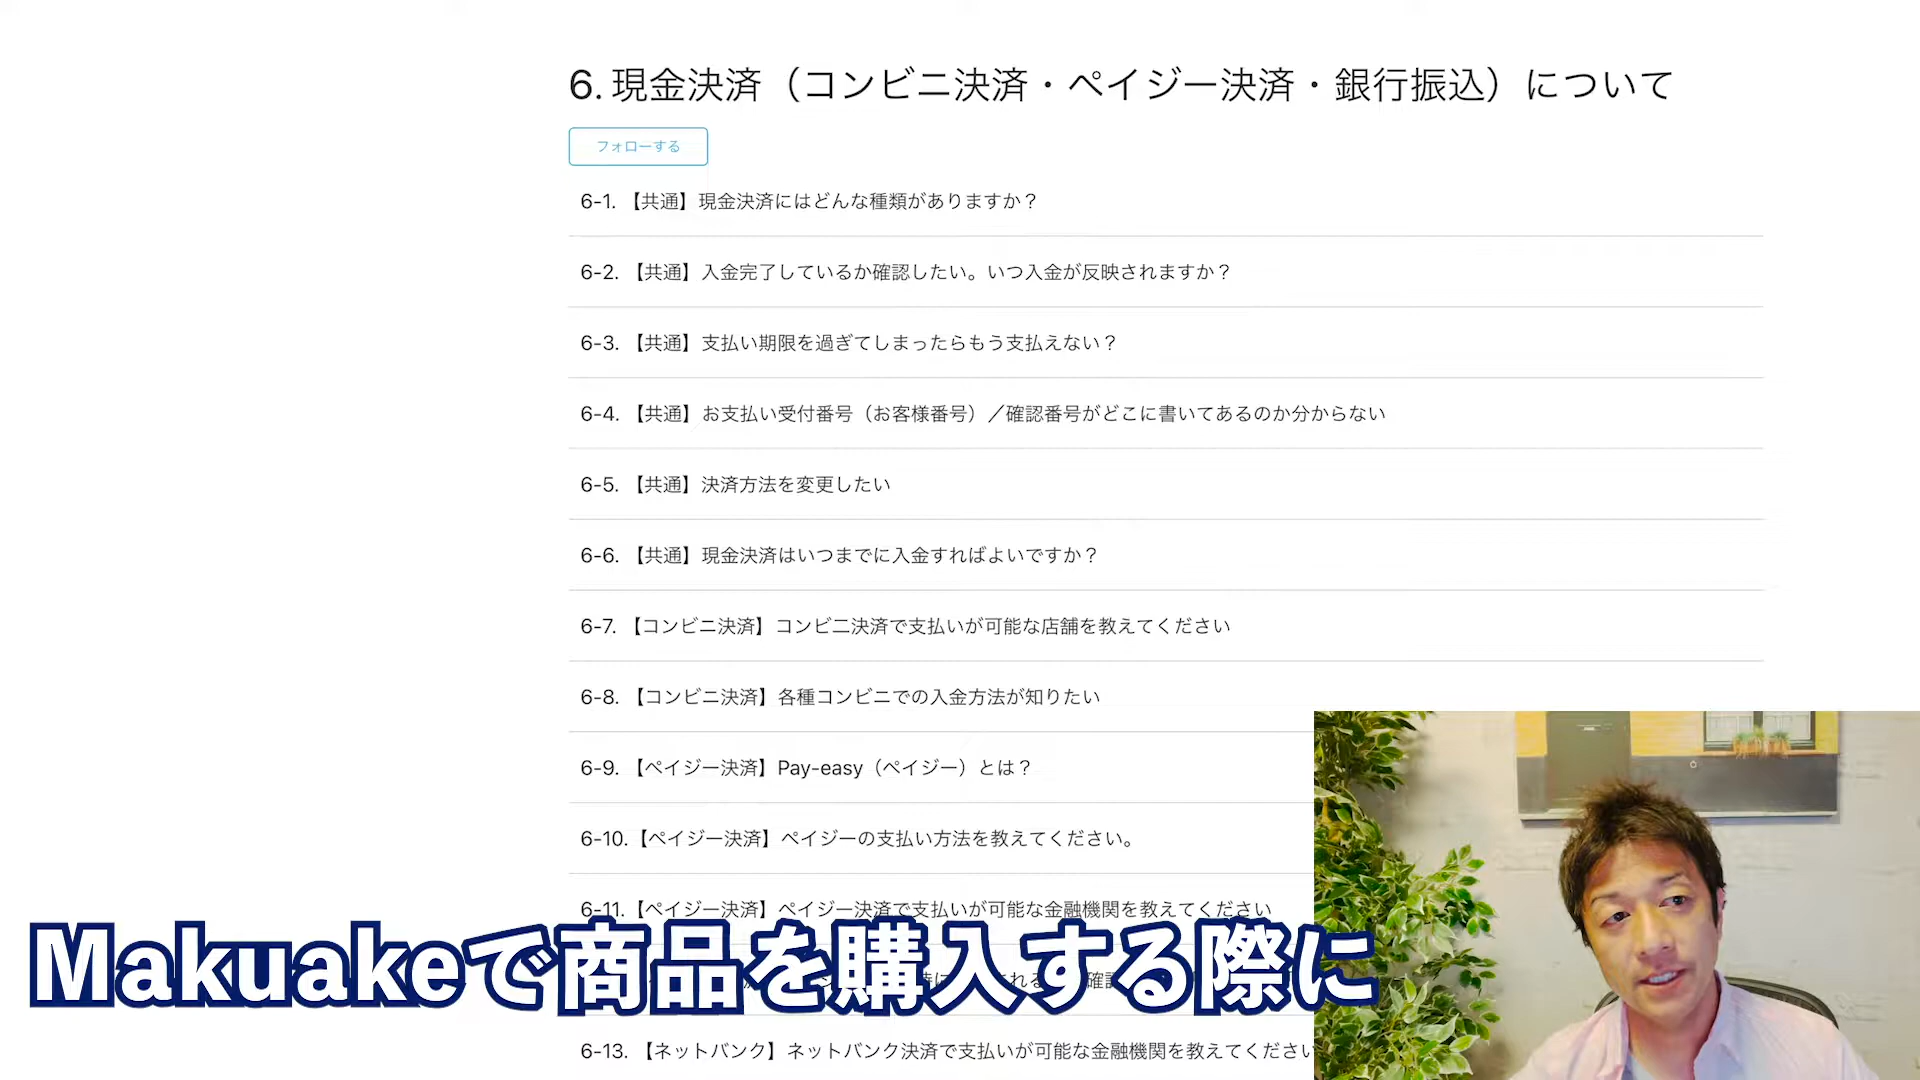 6. 現金決済（コンビニ決済・ペイジー決済・銀行振込）について
フォローする
6-1. 【共通】現金決済にはどんな種類がありますか？
6-2. 【共通】入金完了しているか確認したい。いつ入金が反映されますか？
6-3. 【共通】支払い期限を過ぎてしまったらもう支払えない？
6-4. 【共通】お支払い受付番号（お客様番号）／確認番号がどこに書いてあるのか分からない
6-5. 【共通】決済方法を変更したい
6-6. 【共通】現金決済はいつまでに入金すればよいですか？
6-7. 【コンビニ決済】コンビ二決済で支払いが可能な店舗を教えてください
6-8. 【コンビニ決済】各種コンビニでの入金方法が知りたい
6-9. 【ペイジー決済】Pay-easy（ペイジー）とは？
6-10.【ペイジー決済】ペイジーの支払い方法を教えてください。
6-11.【ペイジー決済】ペイジー決済で支払いが可能な金融機関を教えてください
Makuakeで商品を購入する際に
6-13. 【ネットバンク】ネットバンク決済で支払いが可能な金融機関を教えてください